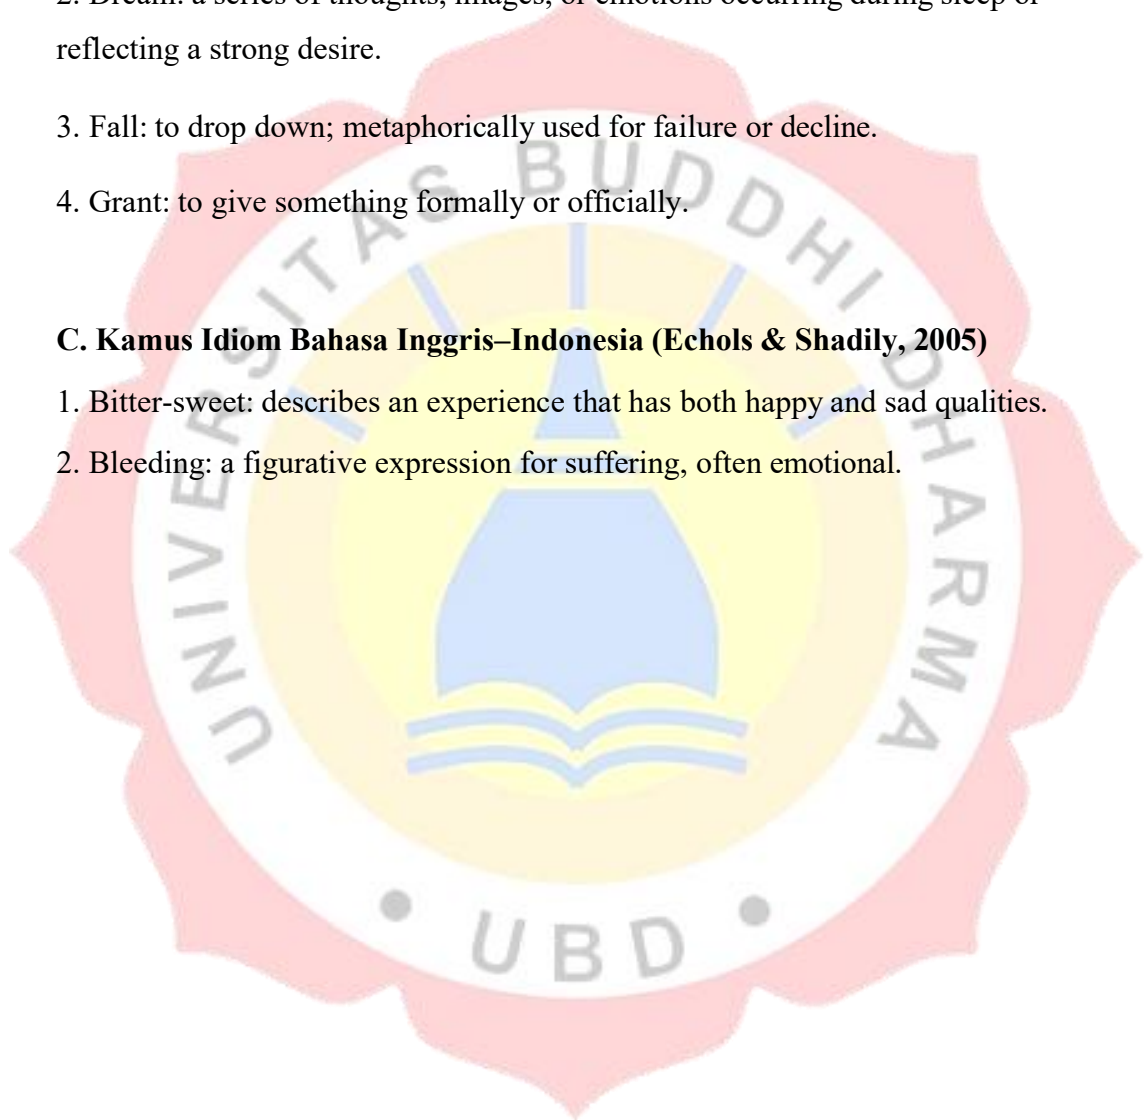 2. Dream: a series of thoughts, images, or emotions occurring during sleep or
reflecting a strong desire.
3. Fall: to drop down; metaphorically used for failure or decline.
4. Grant: to give something formally or officially.
C. Kamus Idiom Bahasa Inggris–Indonesia (Echols & Shadily, 2005)
1. Bitter-sweet: describes an experience that has both happy and sad qualities.
2. Bleeding: a figurative expression for suffering, often emotional.
UNIVERSITAS BUDDHI DHARMA
• UBD •